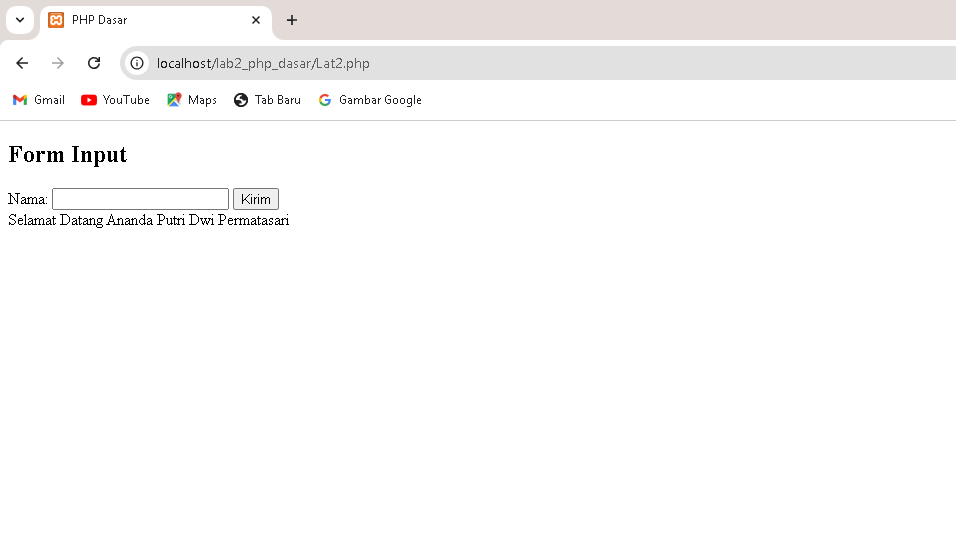 PHP Dasar
localhost/lab2_php_dasar/Lat2.php
Gmail YouTube Maps Tab Baru Gambar Google
Form Input
Nama: Kirim
Selamat Datang Ananda Putri Dwi Permatasari